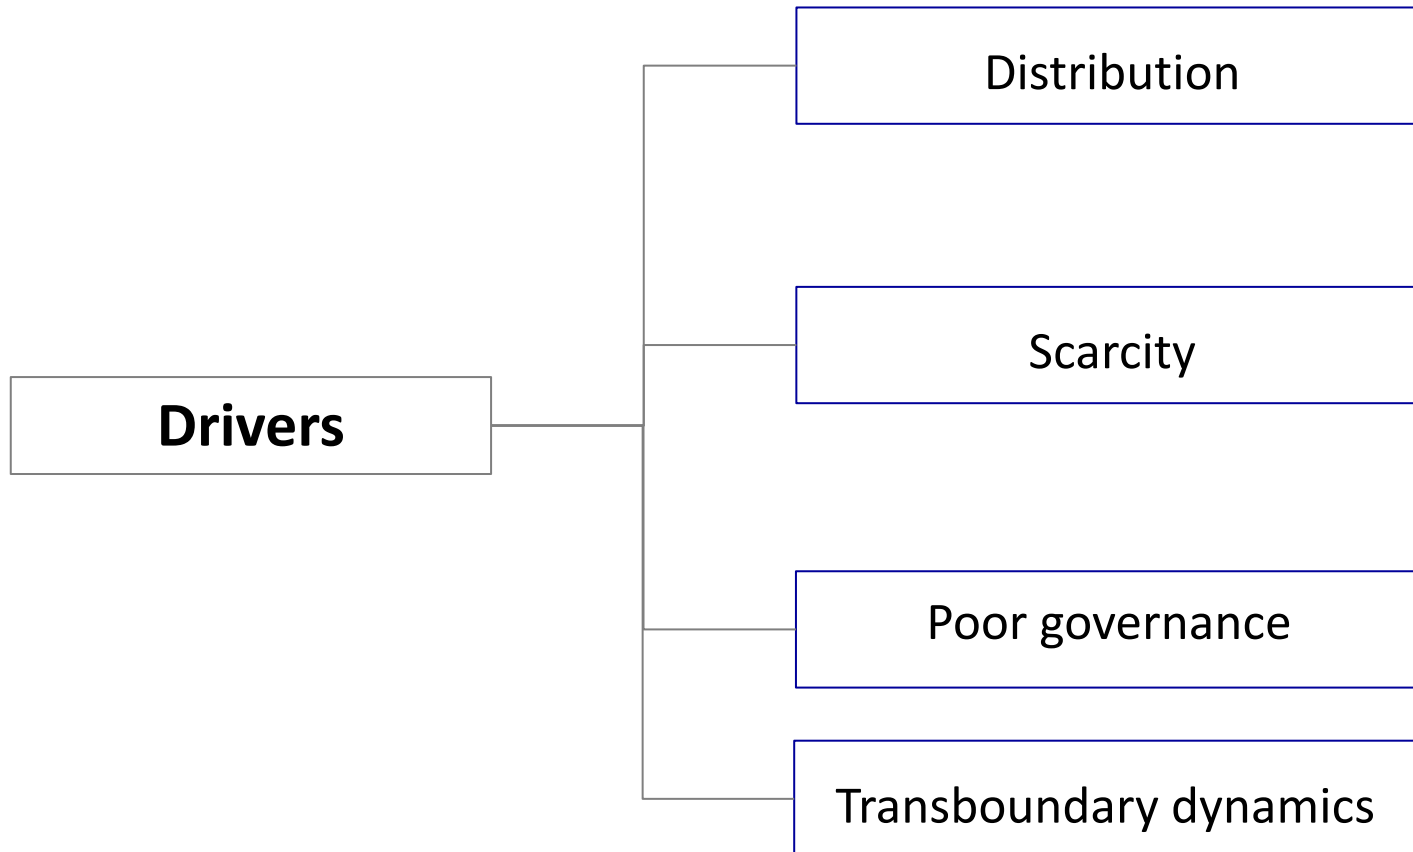 Distribution
Scarcity
Drivers
Poor governance
Transboundary dynamics